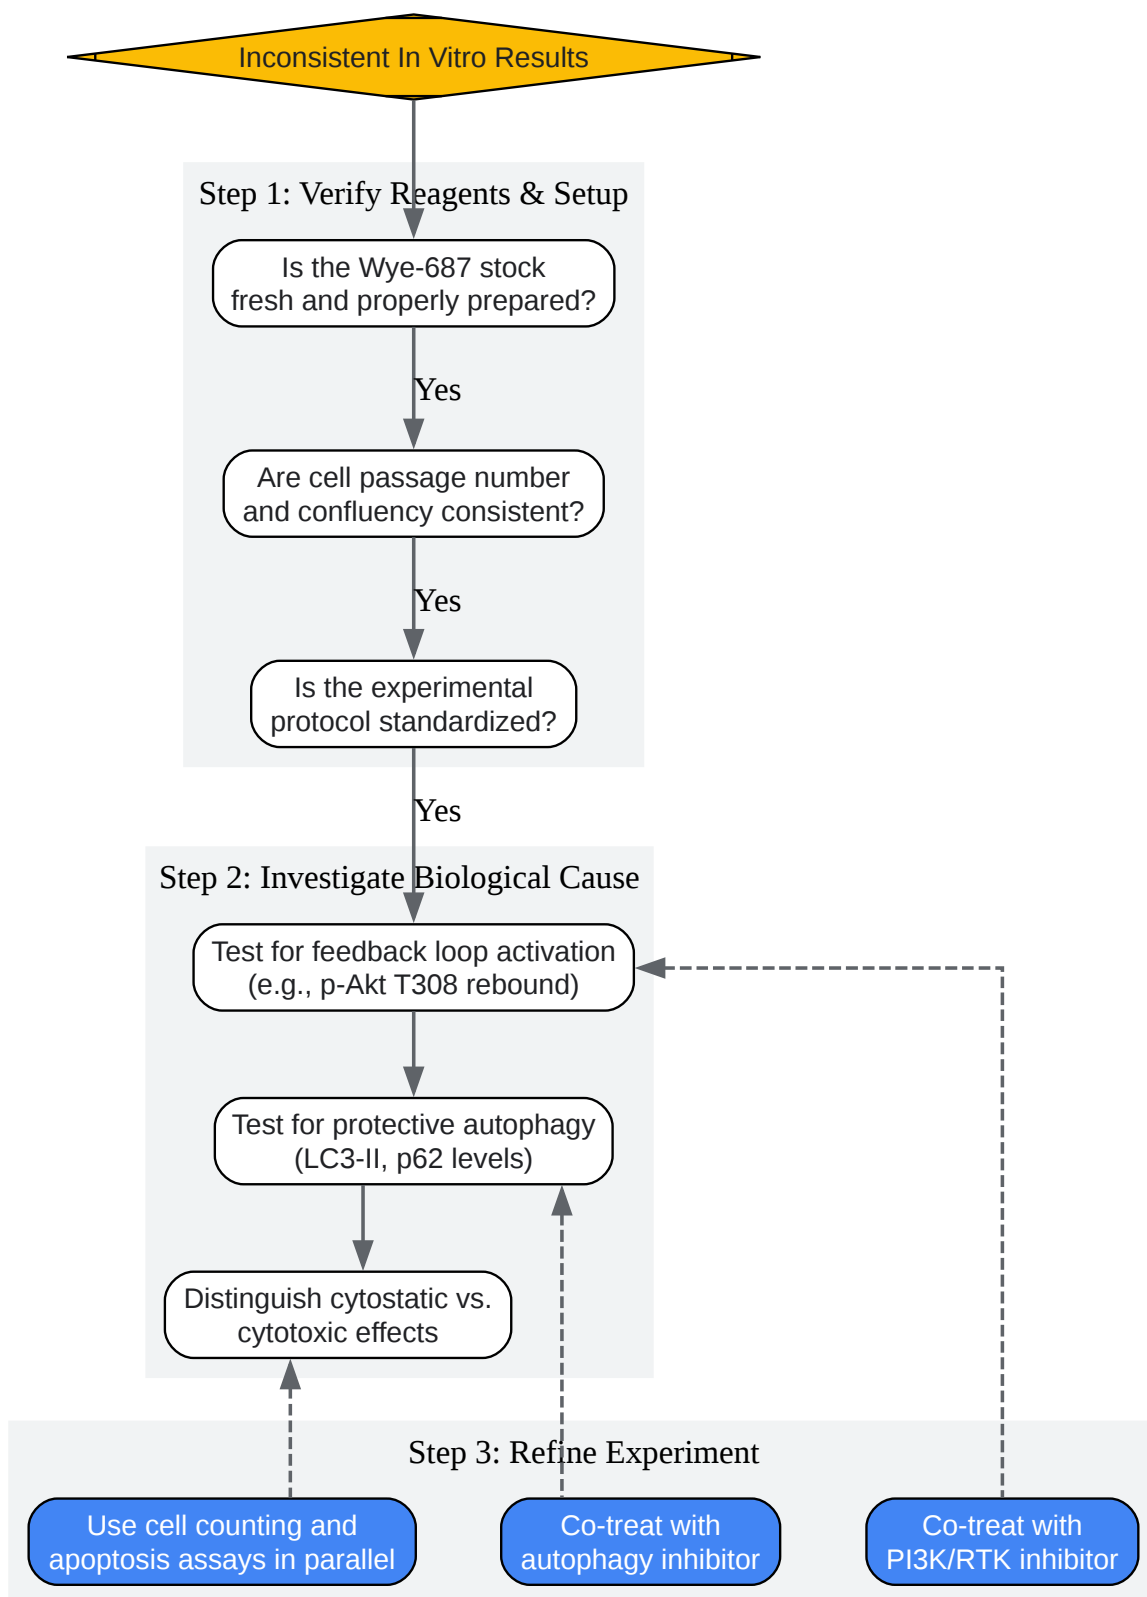 Inconsistent In Vitro Results
Step 1: Verify Reagents & Setup
Is the Wye-687 stock
fresh and properly prepared?
Yes
Are cell passage number
and confluency consistent?
Yes
Is the experimental
protocol standardized?
Yes
Step 2: Investigate Biological Cause
Test for feedback loop activation
(e.g., p-Akt T308 rebound)
Test for protective autophagy
(LC3-II, p62 levels)
Distinguish cytostatic vs.
cytotoxic effects
Step 3: Refine Experiment
Use cell counting and
apoptosis assays in parallel
Co-treat with
autophagy inhibitor
Co-treat with
PI3K/RTK inhibitor